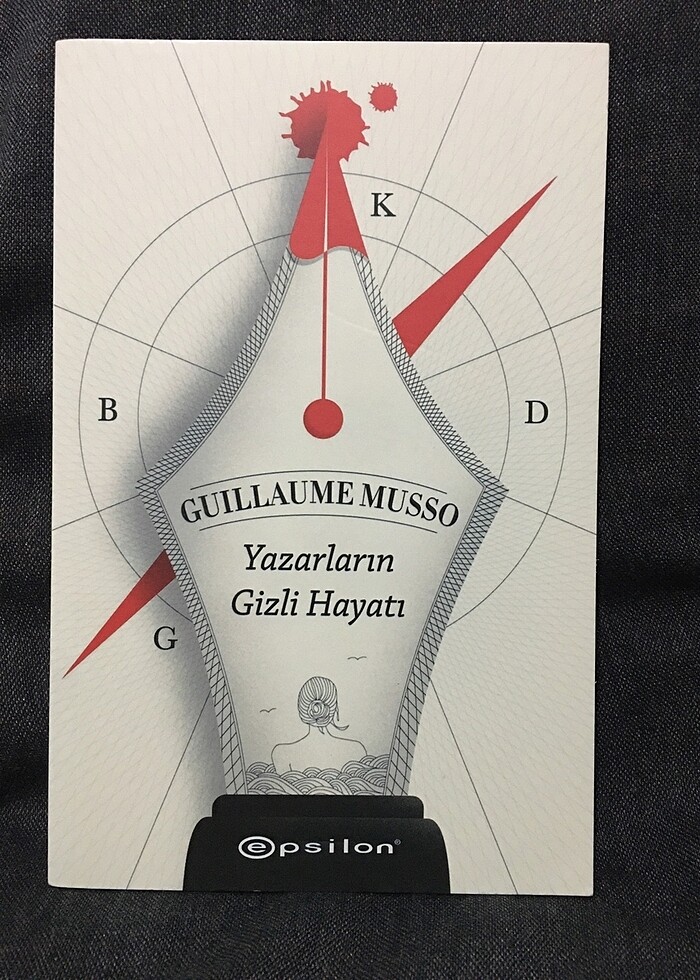 K
B
D
GUILLAUME MUSSO
Yazarların
Gizli Hayatı
G
epsilon®